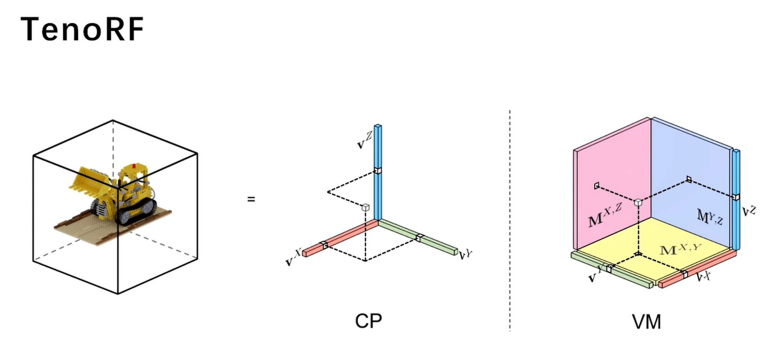 TenoRF
=
v^Z
v^X
v^Y
CP
M^X,Z
M^Y,Z
M^X,Y
v^Z
v^Y
v^X
VM